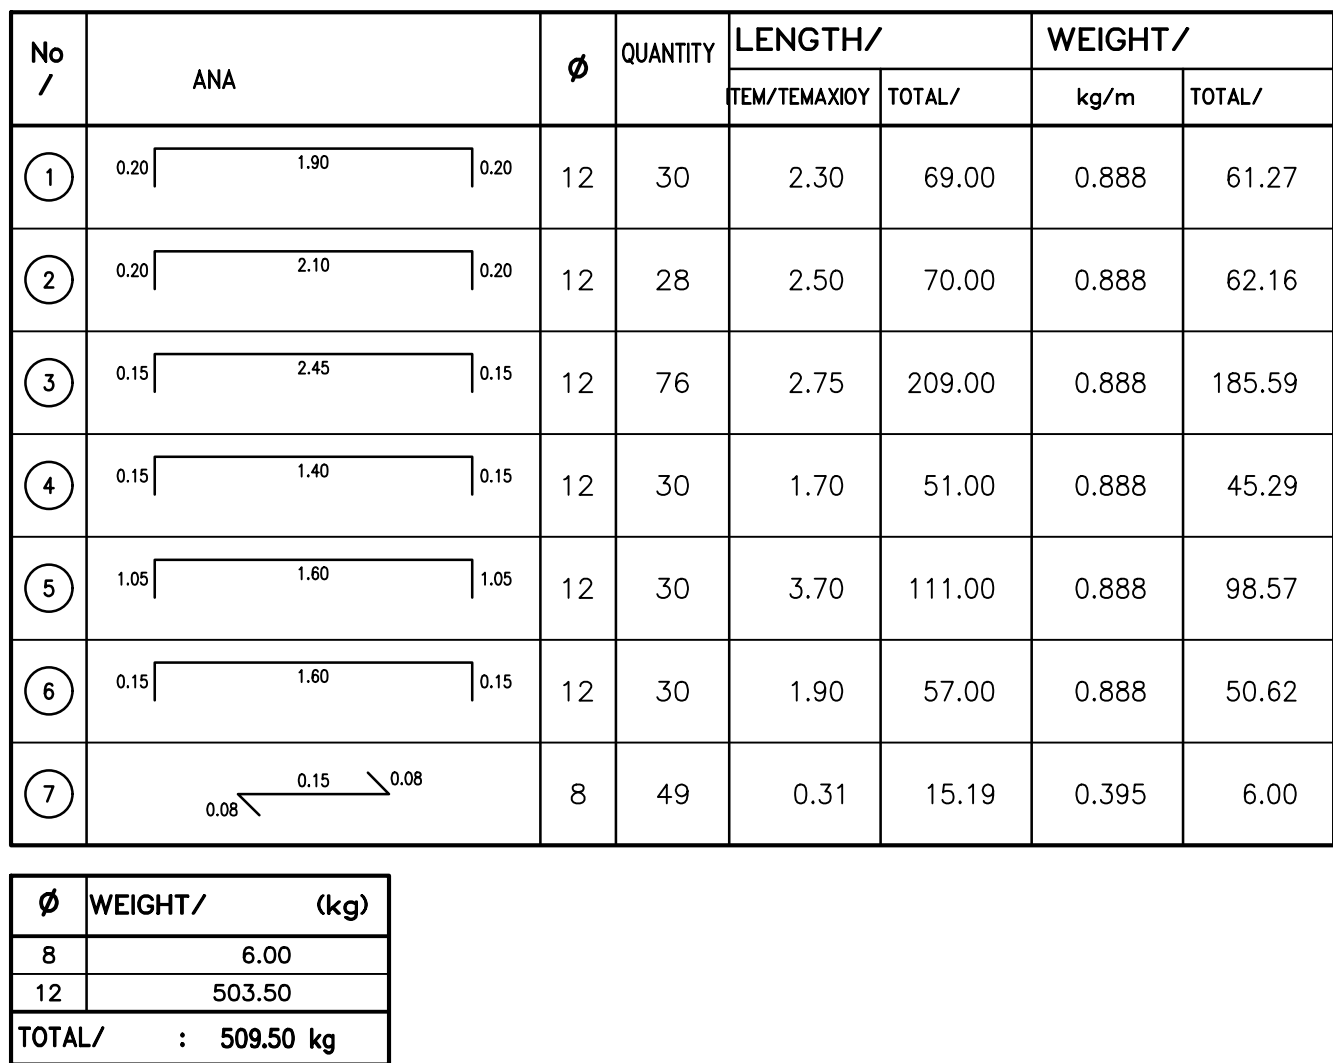 No / ANA Ø QUANTITY LENGTH/ WEIGHT/
ITEM/TEMAXIOY TOTAL/ kg/m TOTAL/
1 0.20 1.90 0.20 12 30 2.30 69.00 0.888 61.27
2 0.20 2.10 0.20 12 28 2.50 70.00 0.888 62.16
3 0.15 2.45 0.15 12 76 2.75 209.00 0.888 185.59
4 0.15 1.40 0.15 12 30 1.70 51.00 0.888 45.29
5 1.05 1.60 1.05 12 30 3.70 111.00 0.888 98.57
6 0.15 1.60 0.15 12 30 1.90 57.00 0.888 50.62
7 0.08 0.15 0.08 8 49 0.31 15.19 0.395 6.00
Ø WEIGHT/ (kg)
8 6.00
12 503.50
TOTAL/ : 509.50 kg